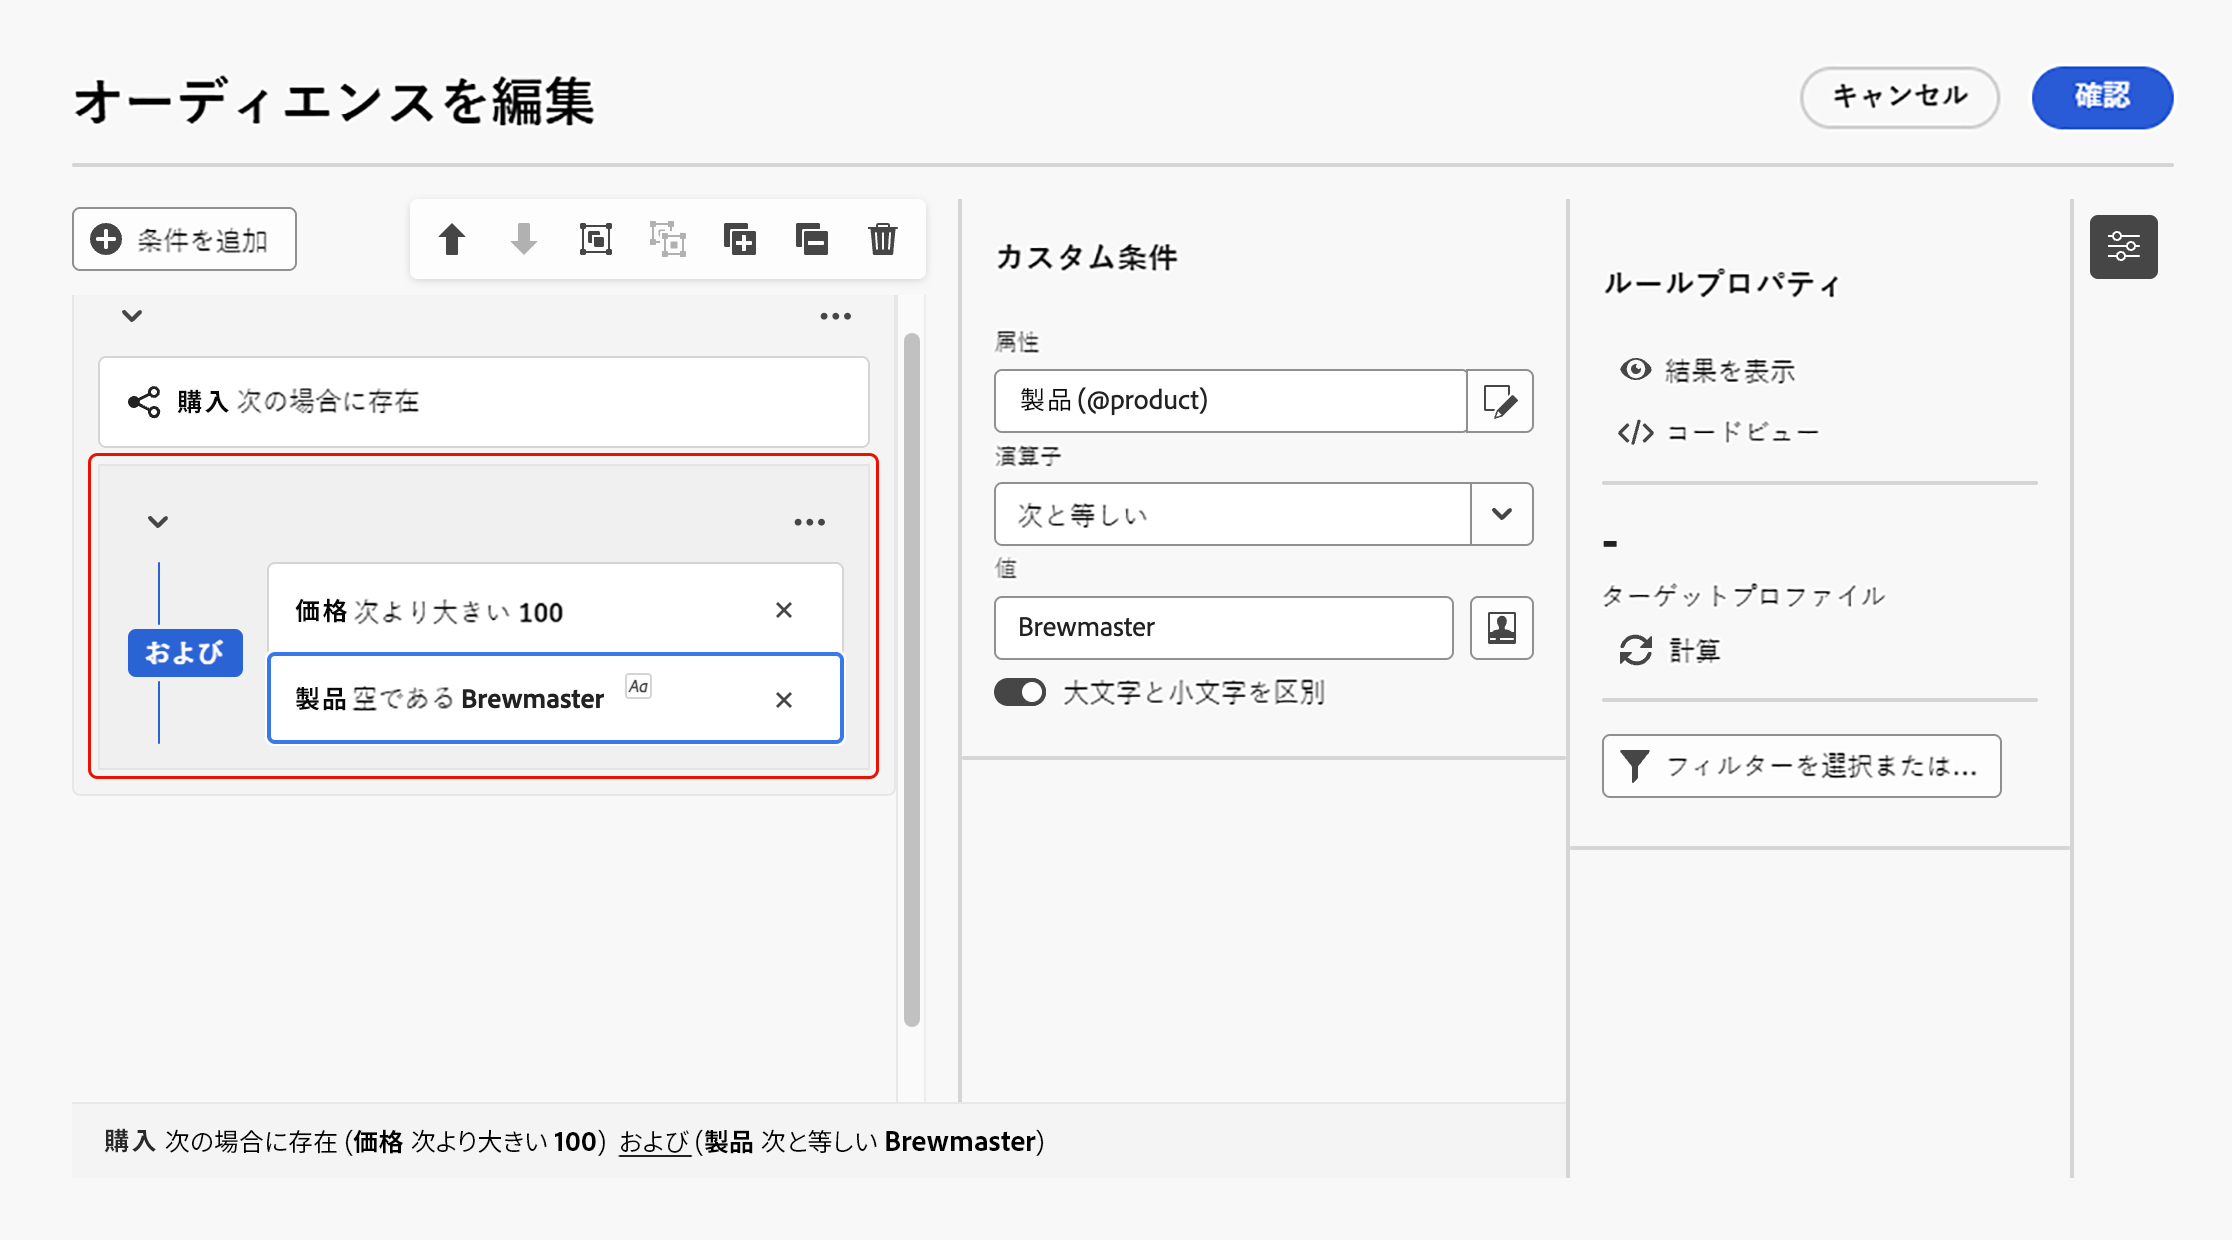 オーディエンスを編集
キャンセル
確認
条件を追加
購入 次の場合に存在
価格 次より大きい 100
および
製品 空である Brewmaster Aa
カスタム条件
属性
製品 (@product)
演算子
次と等しい
値
Brewmaster
大文字と小文字を区別
ルールプロパティ
結果を表示
</> コードビュー
-
ターゲットプロファイル
計算
フィルターを選択または...
購入 次の場合に存在 (価格 次より大きい 100) および (製品 次と等しい Brewmaster)